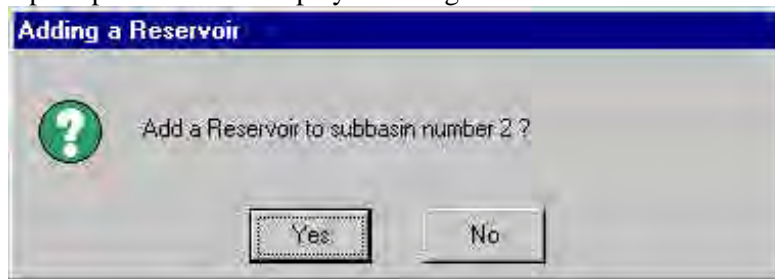 Adding a Reservoir
Add a Reservoir to subbasin number 2 ?
Yes
No